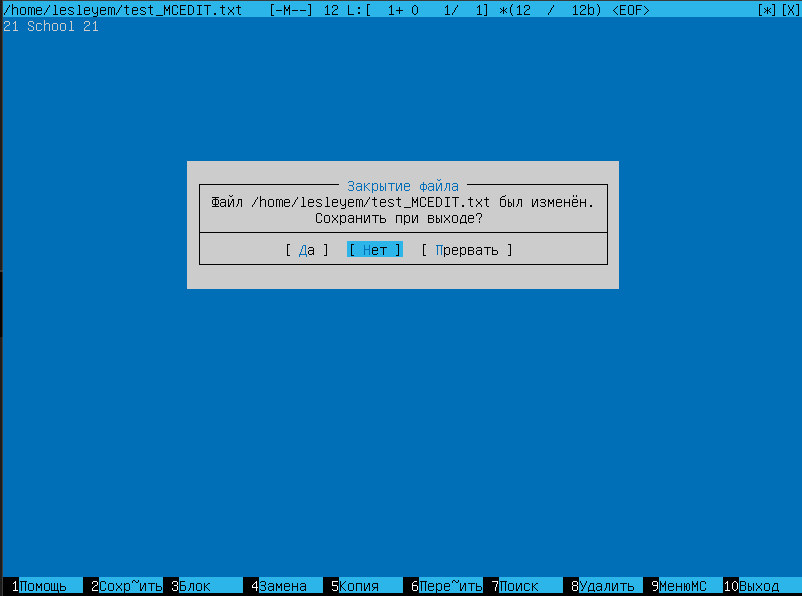 /home/lesleyem/test_MCEDIT.txt [-M--] 12 L:[ 1+ 0 1/ 1] *(12 / 12b) <EOF> [*][X]
21 School 21
Закрытие файла
Файл /home/lesleyem/test_MCEDIT.txt был изменён.
Сохранить при выходе?
[ Да ] [ Нет ] [ Прервать ]
1Помощь 2Сохр~ить 3Блок 4Замена 5Копия 6Пере~ить 7Поиск 8Удалить 9МенюMC 10Выход